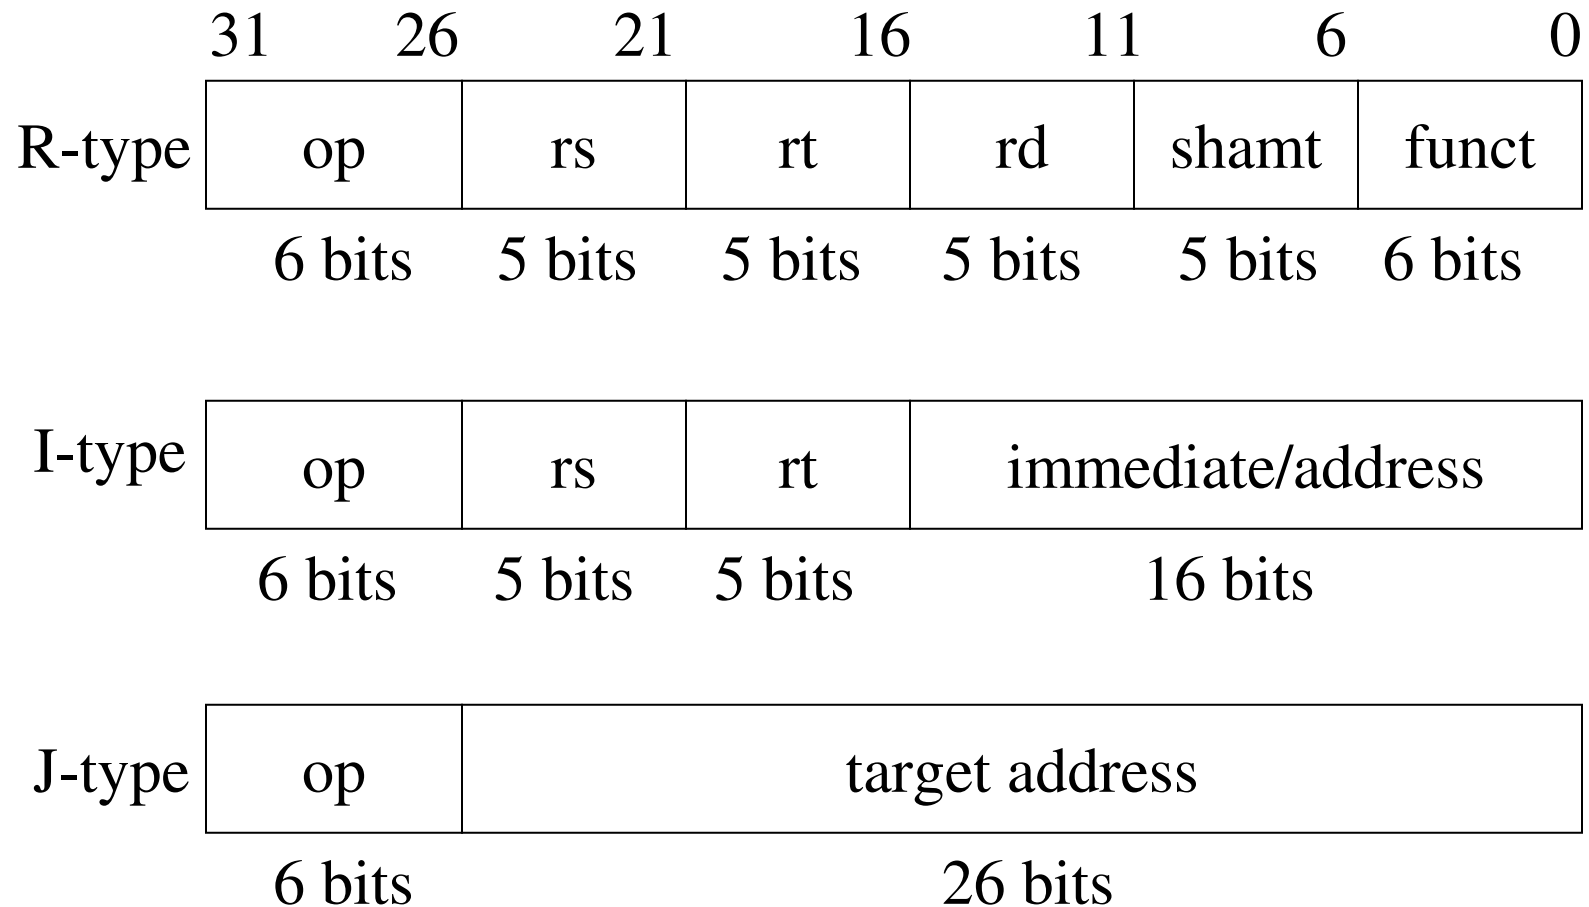 31 26 21 16 11 6 0
R-type op rs rt rd shamt funct
6 bits 5 bits 5 bits 5 bits 5 bits 6 bits
I-type op rs rt immediate/address
6 bits 5 bits 5 bits 16 bits
J-type op target address
6 bits 26 bits